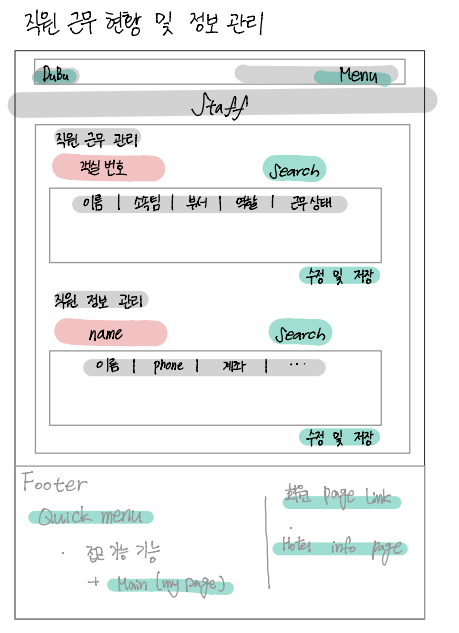 직원 근무 현황 및 정보 관리
DuBu Menu
Staff
직원 근무 관리
객실 번호 Search
이름 | 소속팀 | 부서 | 역할 | 근무상태
수정 및 저장
직원 정보 관리
name Search
이름 | phone | 계좌 | ...
수정 및 저장
Footer
Quick menu
· 접근 가능 기능
+ Main (my page)
회원 page Link
Hotel info page